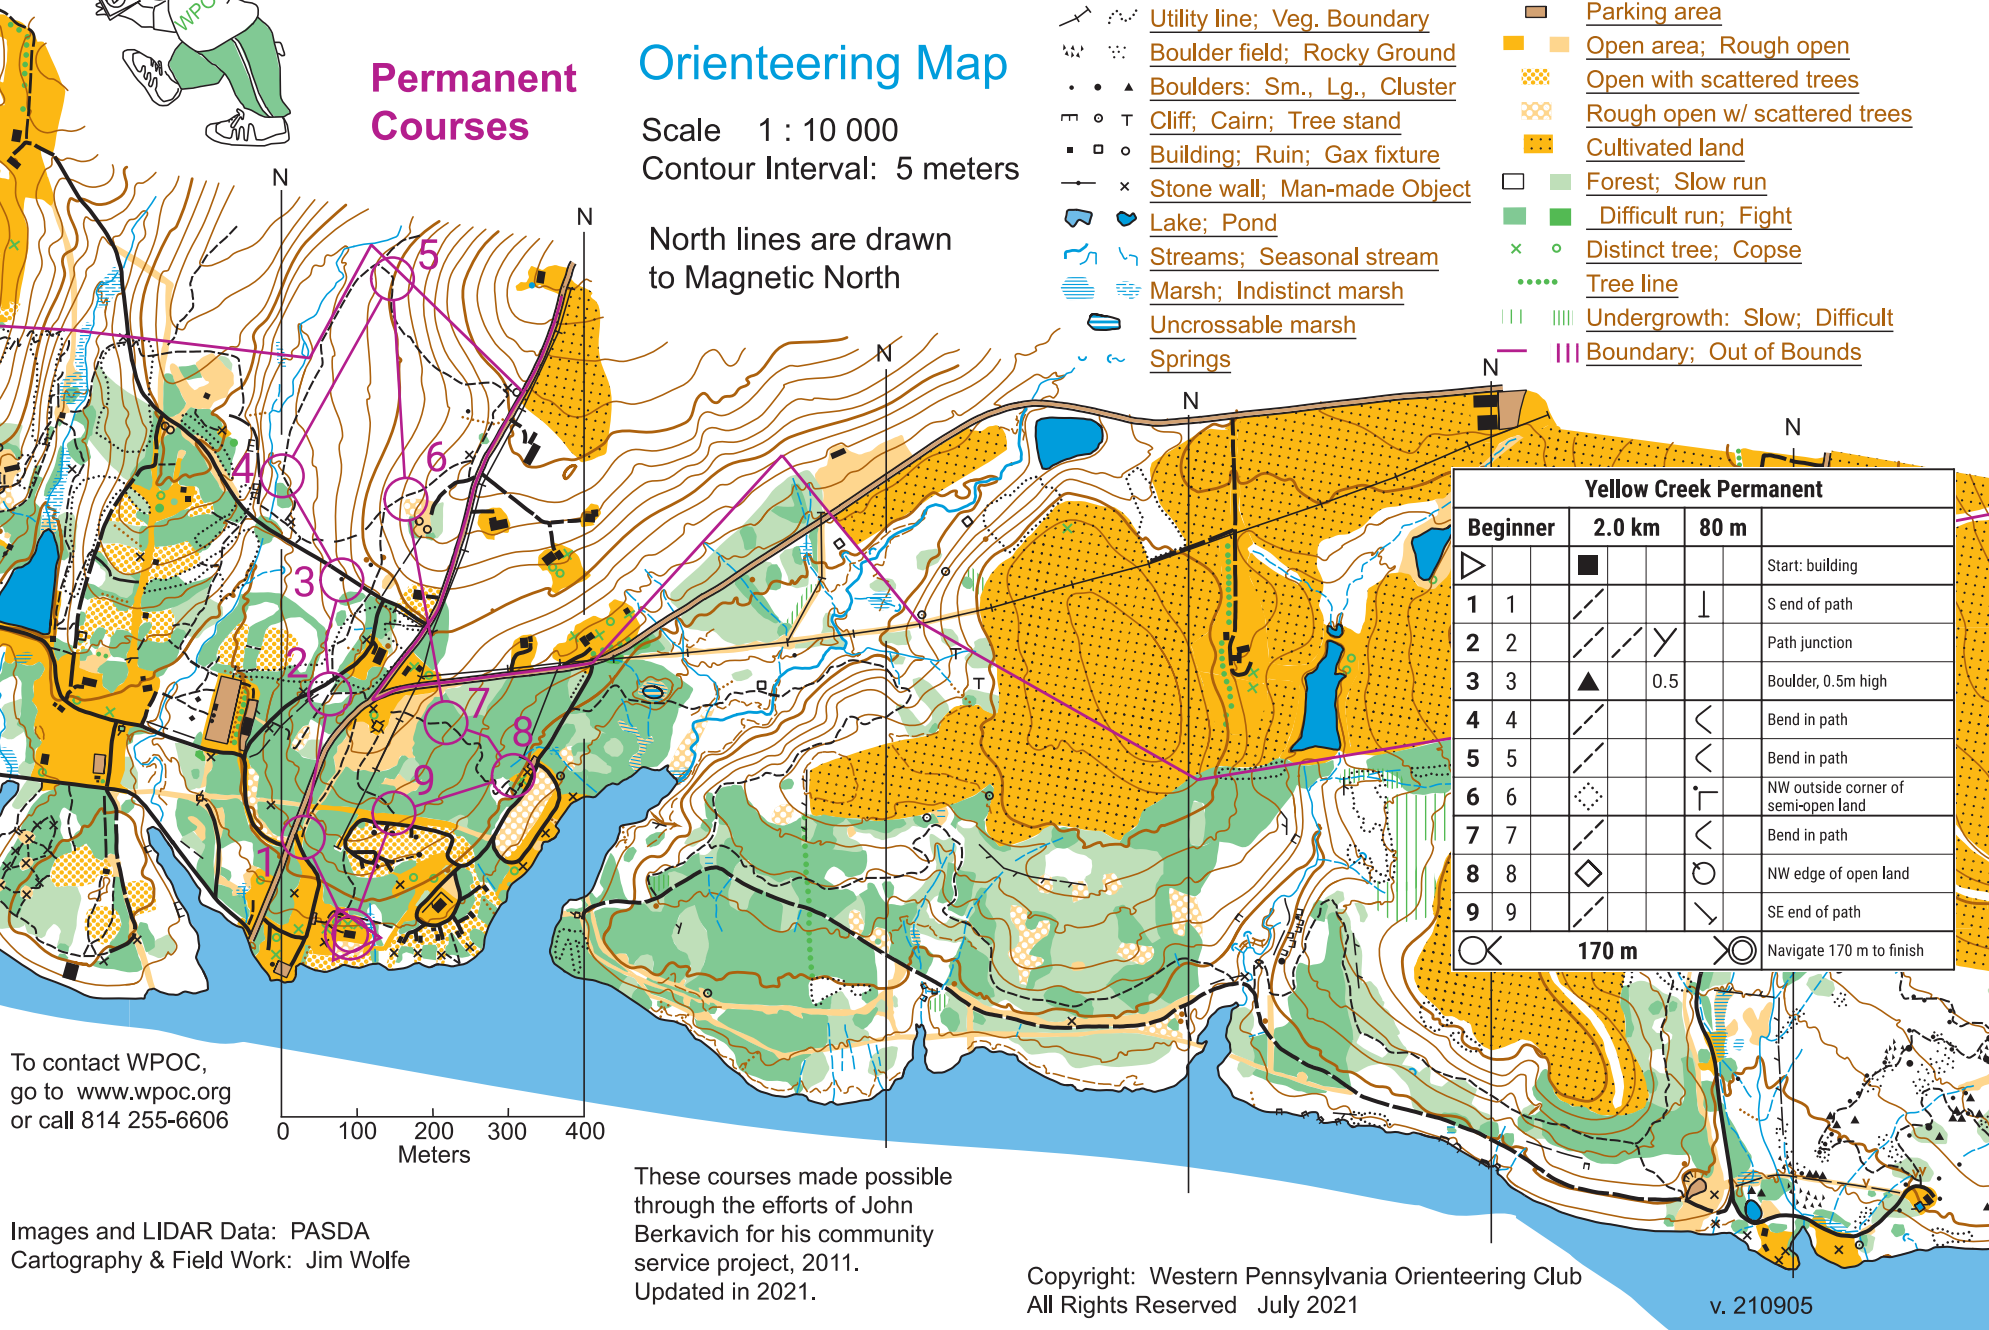 WPO
Permanent
Courses
Orienteering Map
Scale 1 : 10 000
Contour Interval: 5 meters
North lines are drawn
to Magnetic North
Utility line; Veg. Boundary
Boulder field; Rocky Ground
Boulders: Sm., Lg., Cluster
Cliff; Cairn; Tree stand
Building; Ruin; Gax fixture
Stone wall; Man-made Object
Lake; Pond
Streams; Seasonal stream
Marsh; Indistinct marsh
Uncrossable marsh
Springs
Parking area
Open area; Rough open
Open with scattered trees
Rough open w/ scattered trees
Cultivated land
Forest; Slow run
Difficult run; Fight
Distinct tree; Copse
Tree line
Undergrowth: Slow; Difficult
Boundary; Out of Bounds
N
N
N
N
N
N
5
6
4
3
2
7
8
9
1
Yellow Creek Permanent
Beginner 2.0 km 80 m
Start: building
1 1 S end of path
2 2 Path junction
3 3 0.5 Boulder, 0.5m high
4 4 Bend in path
5 5 Bend in path
6 6 NW outside corner of
semi-open land
7 7 Bend in path
8 8 NW edge of open land
9 9 SE end of path
170 m Navigate 170 m to finish
To contact WPOC,
go to www.wpoc.org
or call 814 255-6606
0 100 200 300 400
Meters
Images and LIDAR Data: PASDA
Cartography & Field Work: Jim Wolfe
These courses made possible
through the efforts of John
Berkavich for his community
service project, 2011.
Updated in 2021.
Copyright: Western Pennsylvania Orienteering Club
All Rights Reserved July 2021
v. 210905